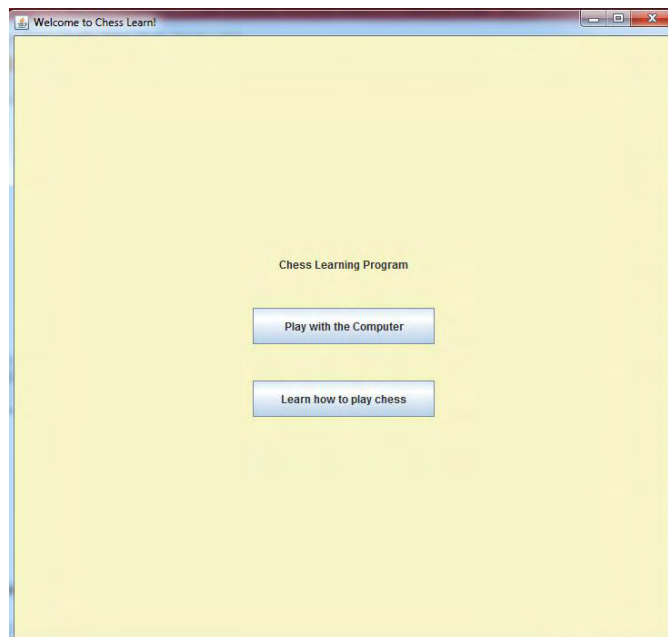 Welcome to Chess Learn!
Chess Learning Program
Play with the Computer
Learn how to play chess